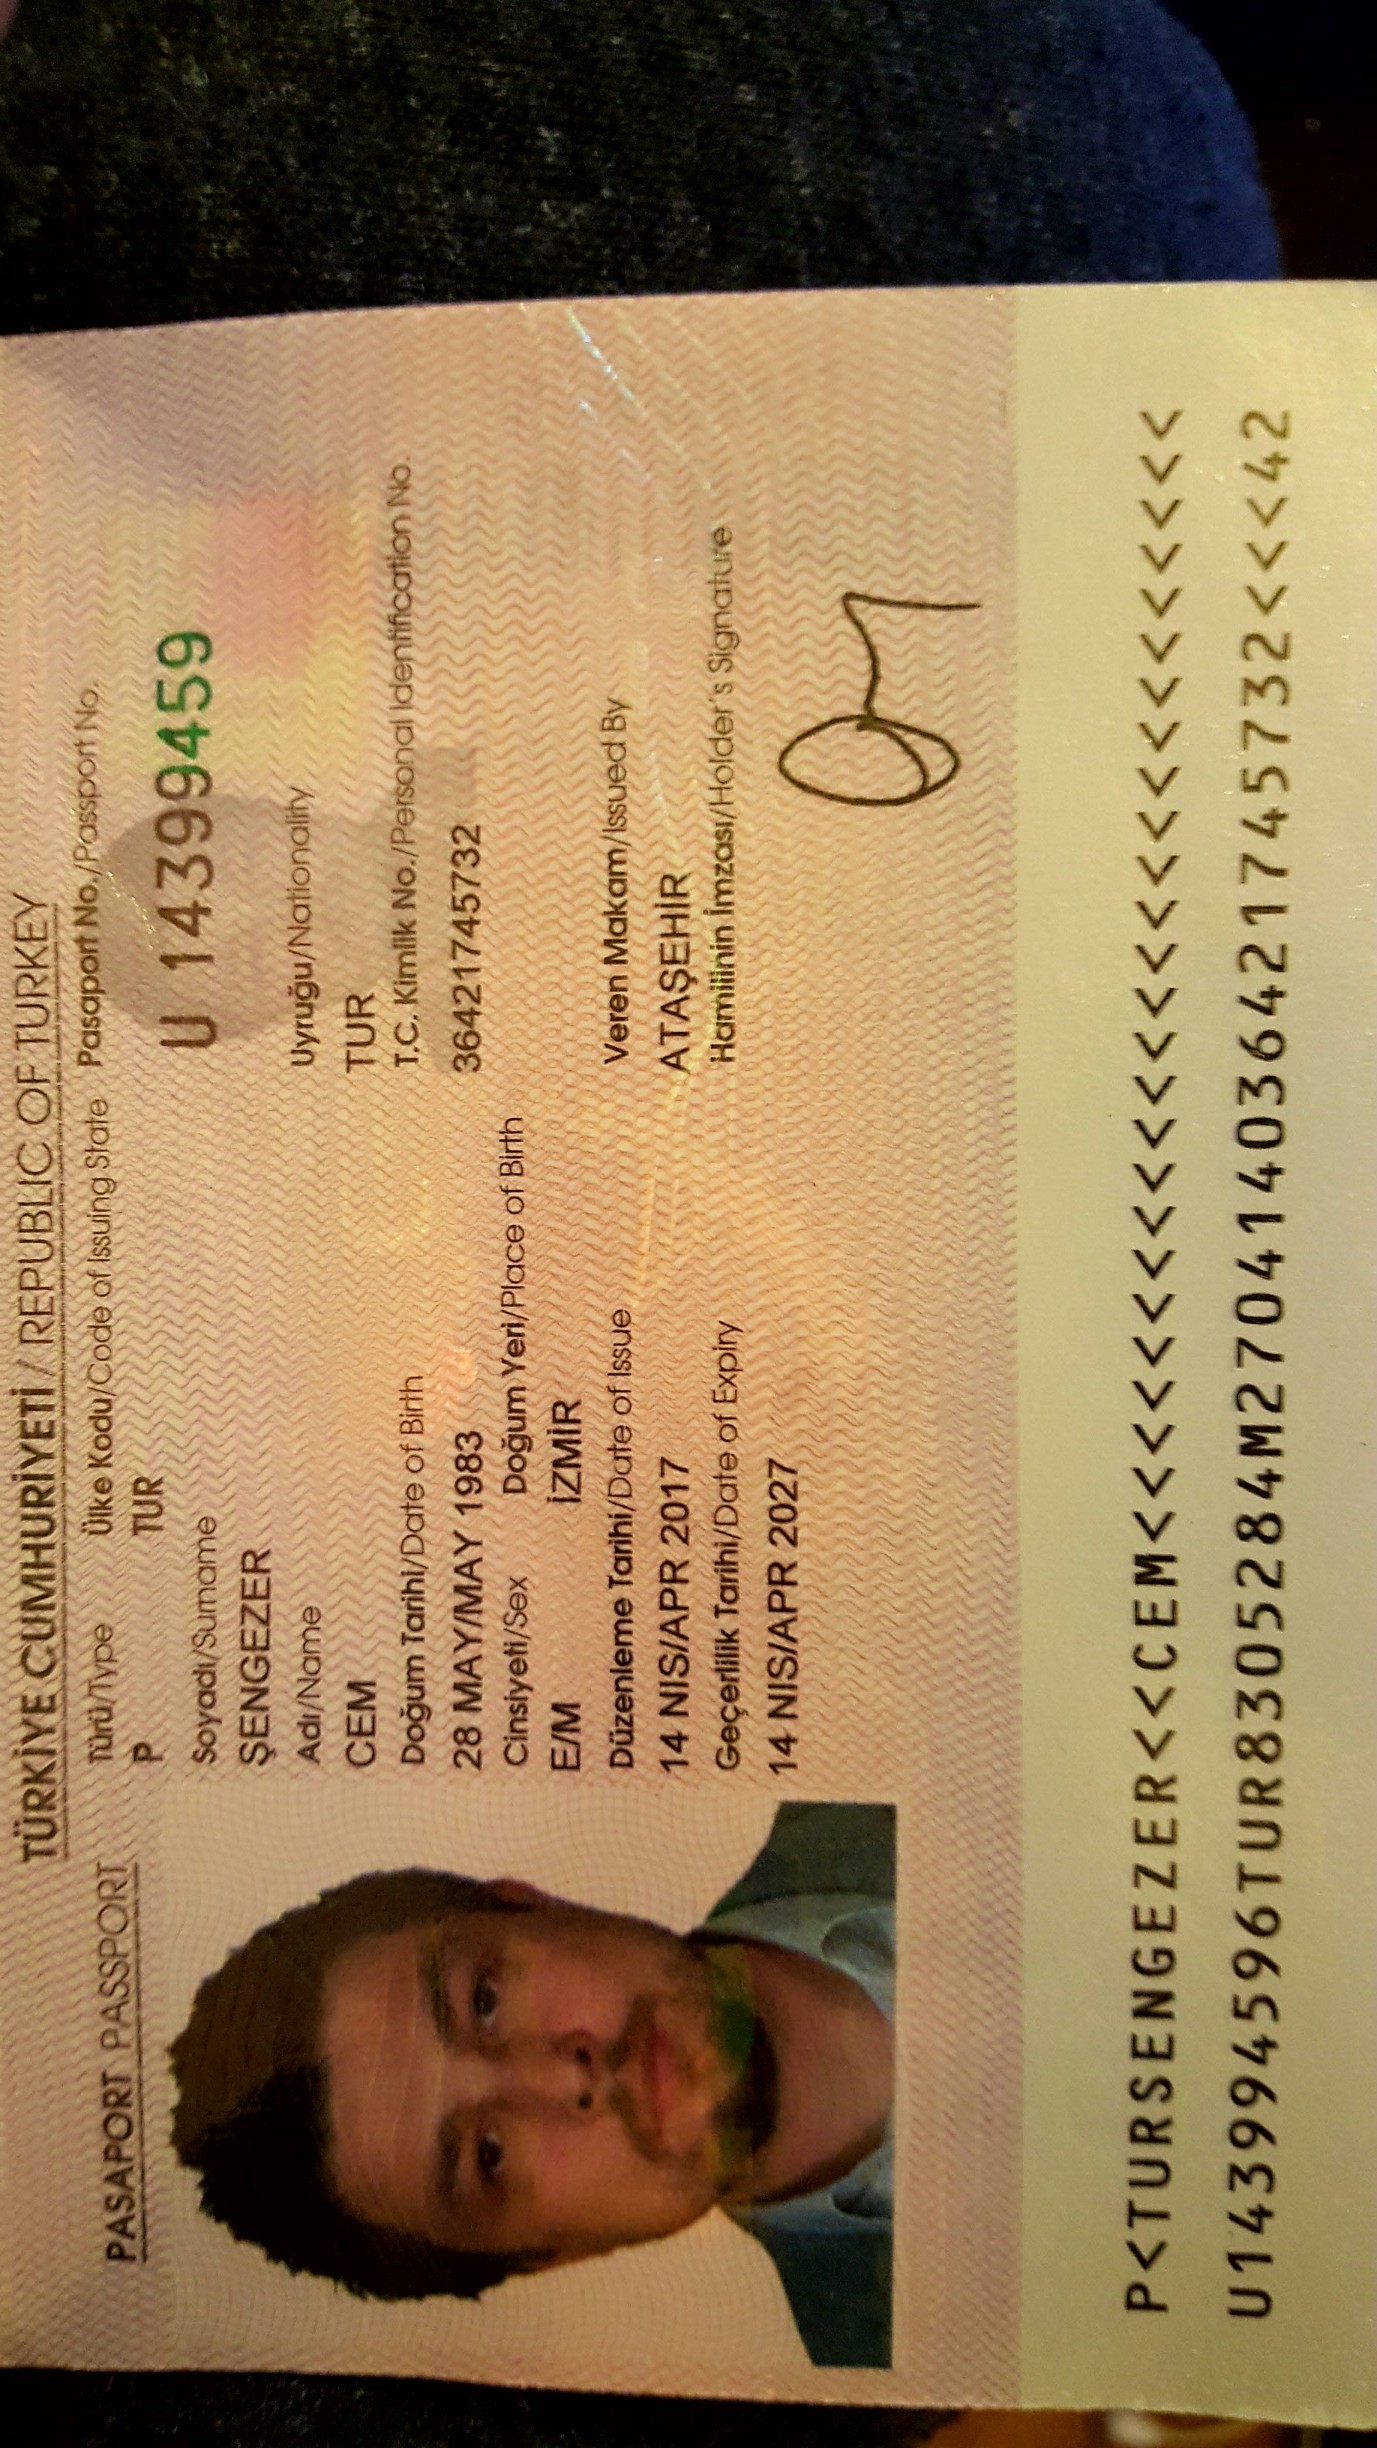 TÜRKİYE CUMHURİYETİ / REPUBLIC OF TURKEY
PASAPORT PASSPORT
Türü/Type Ülke Kodu/Code of Issuing State Pasaport No./Passport No.
P TUR U 14399459
Soyadı/Surname
ŞENGEZER
Adı/Name Uyruğu/Nationality
CEM TUR
Doğum Tarihi/Date of Birth T.C. Kimlik No./Personal Identification No.
28 MAY/MAY 1983 36421745732
Cinsiyeti/Sex Doğum Yeri/Place of Birth
E/M İZMİR
Düzenleme Tarihi/Date of Issue Veren Makam/Issued By
14 NIS/APR 2017 ATAŞEHİR
Geçerlilik Tarihi/Date of Expiry Hamilinin İmzası/Holder's Signature
14 NIS/APR 2027
P<TURSENGEZER<<CEM<<<<<<<<<<<<<<<<<<<<<<<<<<
U143994596TUR8305284M270414036421745732<<<42